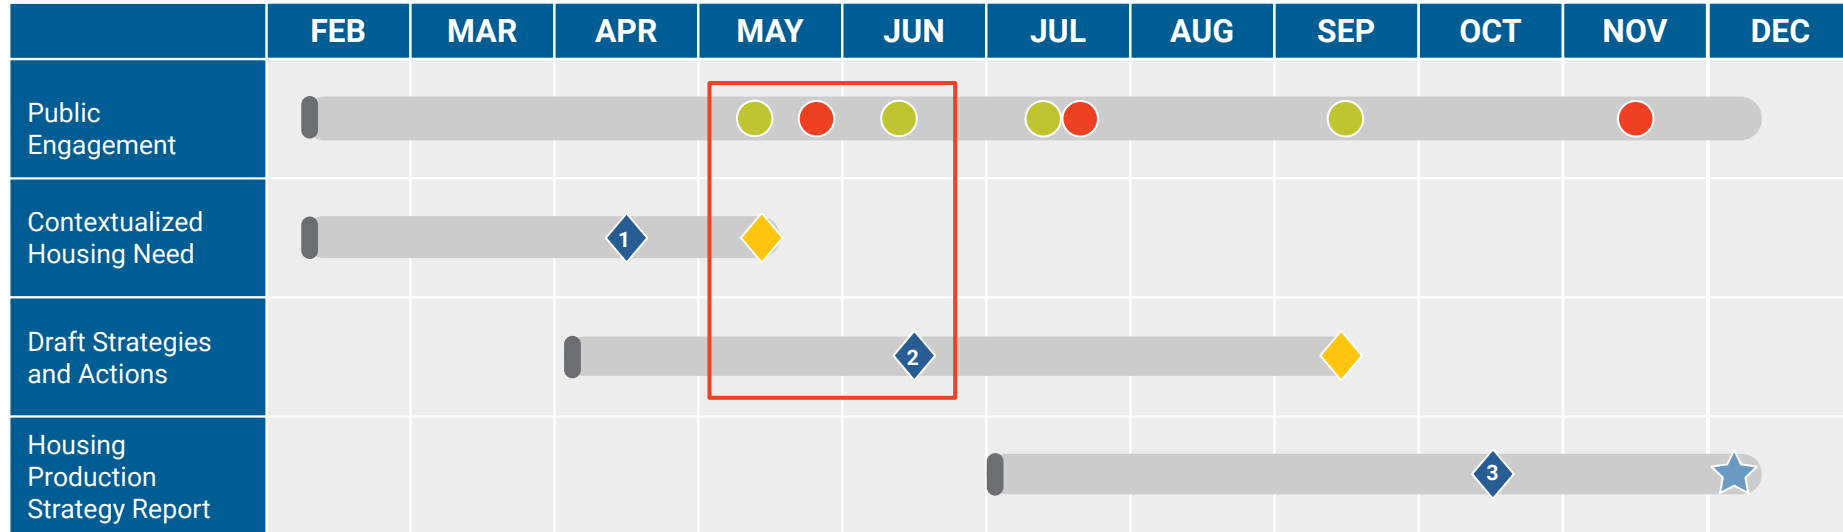 FEB MAR APR MAY JUN JUL AUG SEP OCT NOV DEC
Public
Engagement
Contextualized
Housing Need
1
Draft Strategies
and Actions
2
Housing
Production
Strategy Report
3